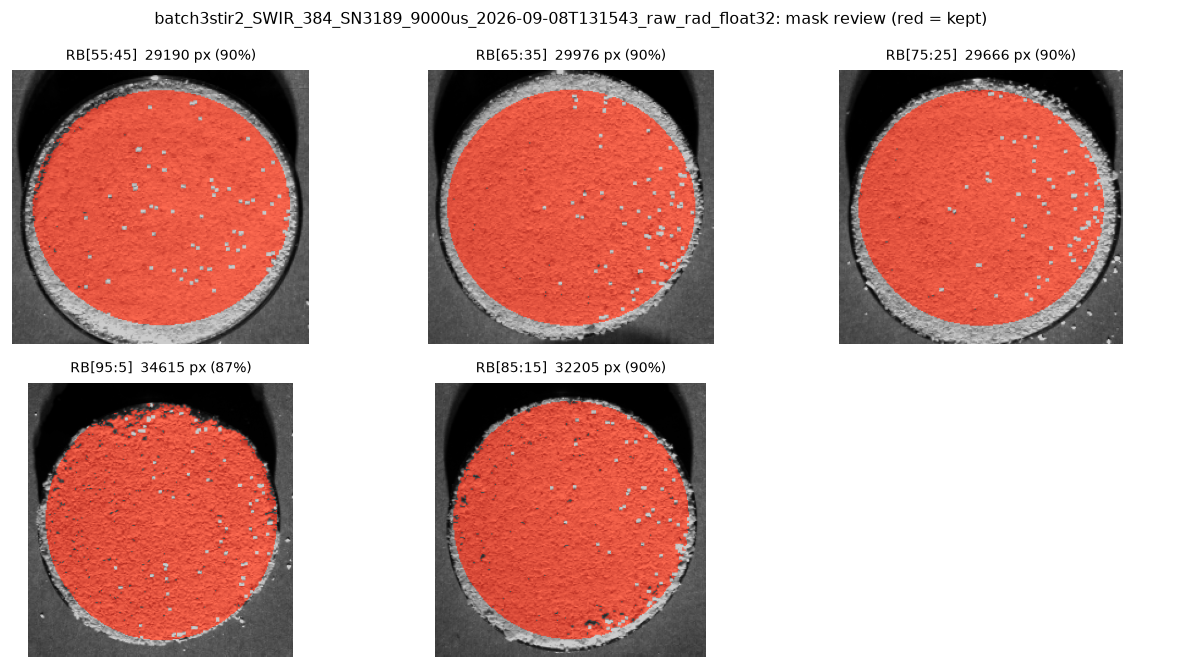 batch3stir2_SWIR_384_SN3189_9000us_2026-09-08T131543_raw_rad_float32: mask review (red = kept)
RB[55:45]  29190 px (90%)
RB[65:35]  29976 px (90%)
RB[75:25]  29666 px (90%)
RB[95:5]  34615 px (87%)
RB[85:15]  32205 px (90%)